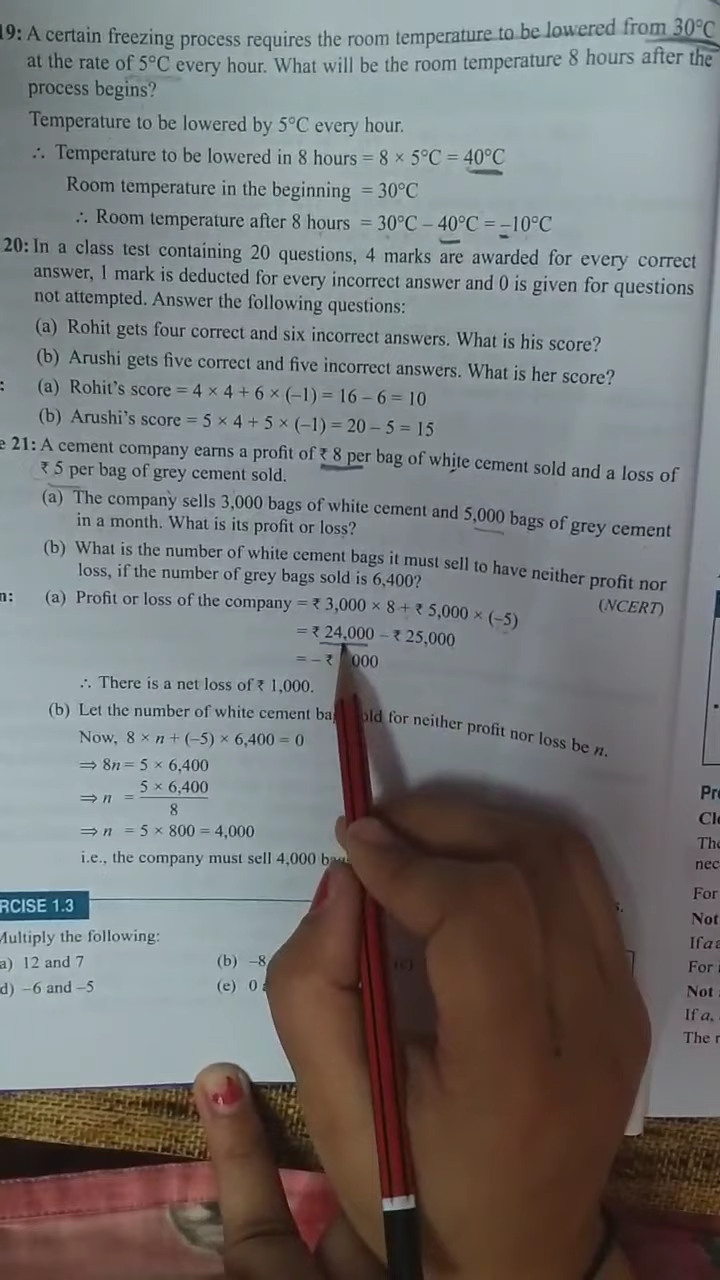 19: A certain freezing process requires the room temperature to be lowered from 30°C
at the rate of 5°C every hour. What will be the room temperature 8 hours after the
process begins?
Temperature to be lowered by 5°C every hour.
∴ Temperature to be lowered in 8 hours = 8 × 5°C = 40°C
Room temperature in the beginning = 30°C
∴ Room temperature after 8 hours = 30°C – 40°C = –10°C
20: In a class test containing 20 questions, 4 marks are awarded for every correct
answer, 1 mark is deducted for every incorrect answer and 0 is given for questions
not attempted. Answer the following questions:
(a) Rohit gets four correct and six incorrect answers. What is his score?
(b) Arushi gets five correct and five incorrect answers. What is her score?
: (a) Rohit's score = 4 × 4 + 6 × (–1) = 16 – 6 = 10
(b) Arushi's score = 5 × 4 + 5 × (–1) = 20 – 5 = 15
e 21: A cement company earns a profit of ₹ 8 per bag of white cement sold and a loss of
₹ 5 per bag of grey cement sold.
(a) The company sells 3,000 bags of white cement and 5,000 bags of grey cement
in a month. What is its profit or loss?
(b) What is the number of white cement bags it must sell to have neither profit nor
loss, if the number of grey bags sold is 6,400?
(NCERT)
n: (a) Profit or loss of the company = ₹ 3,000 × 8 + ₹ 5,000 × (–5)
= ₹ 24,000 – ₹ 25,000
= – ₹ ,000
∴ There is a net loss of ₹ 1,000.
(b) Let the number of white cement ba old for neither profit nor loss be n.
Now, 8 × n + (–5) × 6,400 = 0
⇒ 8n = 5 × 6,400
⇒ n = 5 × 6,400
8
⇒ n = 5 × 800 = 4,000
i.e., the company must sell 4,000 ba
RCISE 1.3
Multiply the following:
a) 12 and 7 (b) –8
d) –6 and –5 (e) 0
Pr
Cl
The
nec
For
Not
If a
For
Not
If a,
The r